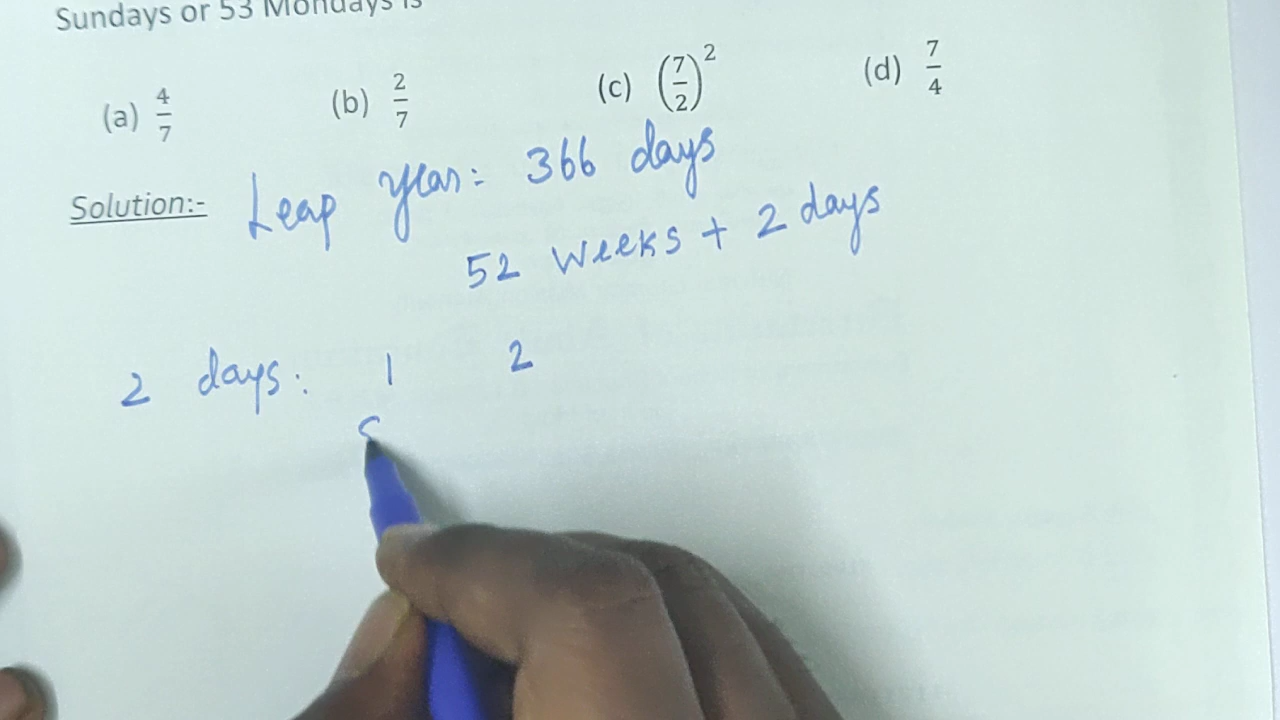 Sundays or 53 Mondays is
(a) 4/7 (b) 2/7 (c) (7/2)² (d) 7/4
Solution:- Leap year: 366 days
52 weeks + 2 days
2 days: 1 2
S